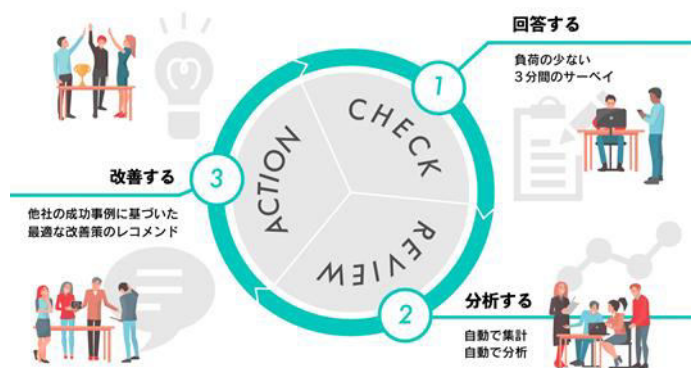 1
回答する
負荷の少ない
3分間のサーベイ
CHECK
2
分析する
自動で集計
自動で分析
REVIEW
3
改善する
他社の成功事例に基づいた
最適な改善策のレコメンド
ACTION